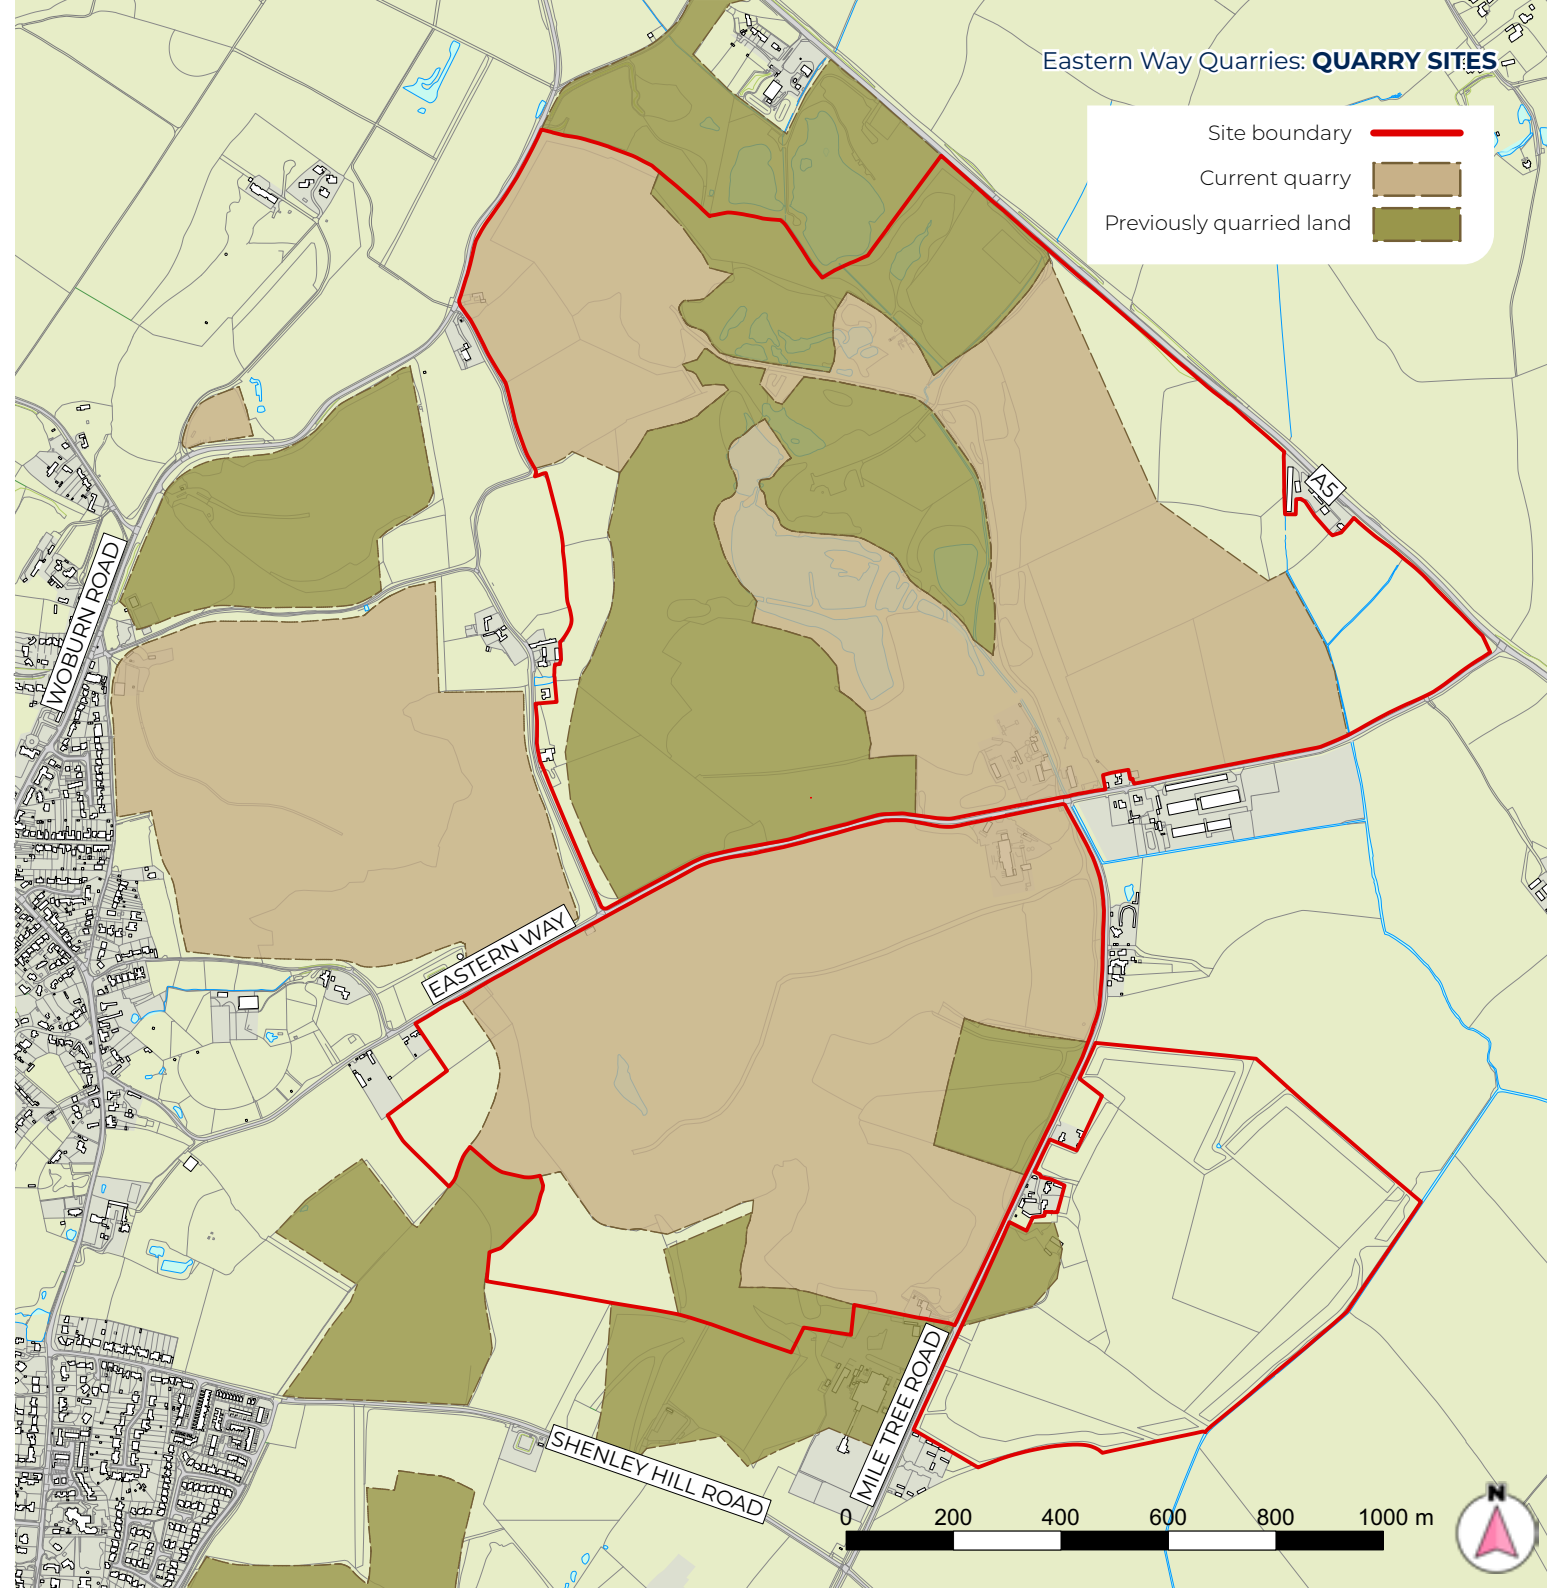 Eastern Way Quarries: QUARRY SITES
Site boundary
Current quarry
Previously quarried land
A5
WOBURN ROAD
EASTERN WAY
MILE TREE ROAD
SHENLEY HILL ROAD
0 200 400 600 800 1000 m
N